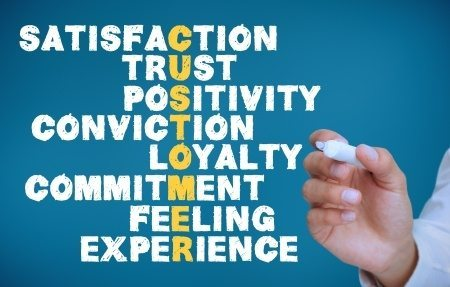 SATISFACTION
TRUST
POSITIVITY
CONVICTION
LOYALTY
COMMITMENT
FEELING
EXPERIENCE